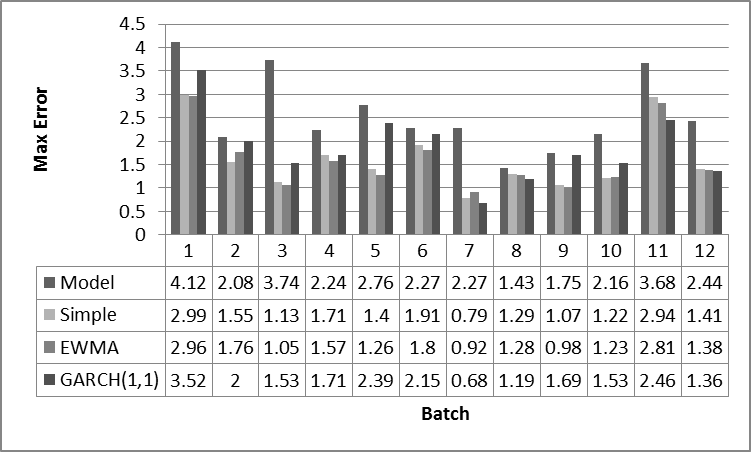 Max Error
4.5
4
3.5
3
2.5
2
1.5
1
0.5
0
1 2 3 4 5 6 7 8 9 10 11 12
Model 4.12 2.08 3.74 2.24 2.76 2.27 2.27 1.43 1.75 2.16 3.68 2.44
Simple 2.99 1.55 1.13 1.71 1.4 1.91 0.79 1.29 1.07 1.22 2.94 1.41
EWMA 2.96 1.76 1.05 1.57 1.26 1.8 0.92 1.28 0.98 1.23 2.81 1.38
GARCH(1,1) 3.52 2 1.53 1.71 2.39 2.15 0.68 1.19 1.69 1.53 2.46 1.36
Batch